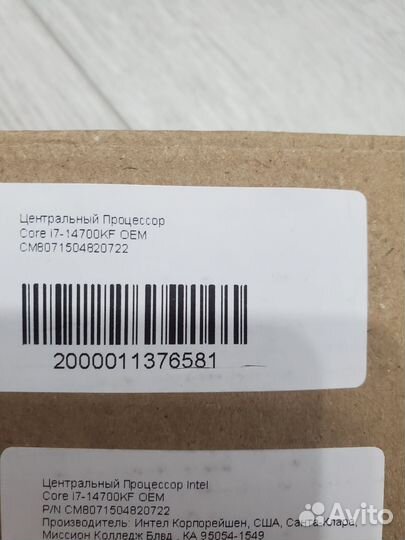 Центральный Процессор
Core i7-14700KF OEM
CM8071504820722
2000011376581
Центральный Процессор Intel
Core i7-14700KF OEM
P/N CM8071504820722
Производитель: Интел Корпорейшен, США, Санта-Клара,
Миссион Колледж Блвд., КА 95054-1549
Avito